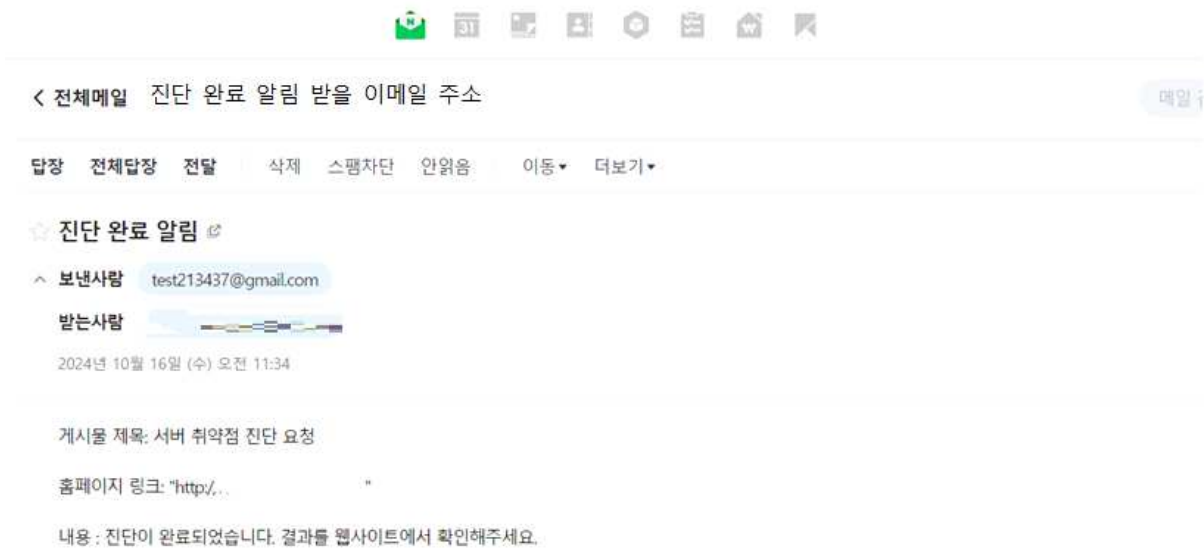 N 31 W
전체메일 진단 완료 알림 받을 이메일 주소
메일
답장 전체답장 전달 삭제 스팸차단 안읽음 이동 더보기
진단 완료 알림
보낸사람 test213437@gmail.com
받는사람
2024년 10월 16일 (수) 오전 11:34
게시물 제목: 서버 취약점 진단 요청
홈페이지 링크: "http:/,. . "
내용 : 진단이 완료되었습니다. 결과를 웹사이트에서 확인해주세요.